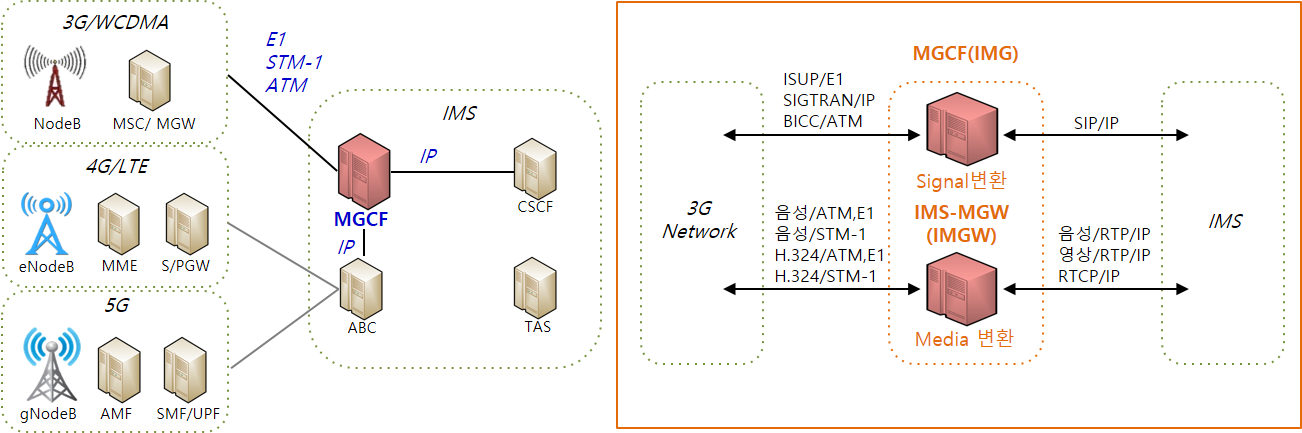 3G/WCDMA
NodeB
MSC/ MGW
4G/LTE
eNodeB
MME
S/PGW
5G
gNodeB
AMF
SMF/UPF
E1
STM-1
ATM
IMS
IP
MGCF
CSCF
IP
ABC
TAS
MGCF(IMG)
3G
Network
ISUP/E1
SIGTRAN/IP
BICC/ATM
SIP/IP
Signal변환
IMS-MGW
(IMGW)
음성/ATM,E1
음성/STM-1
H.324/ATM,E1
H.324/STM-1
음성/RTP/IP
영상/RTP/IP
RTCP/IP
Media 변환
IMS